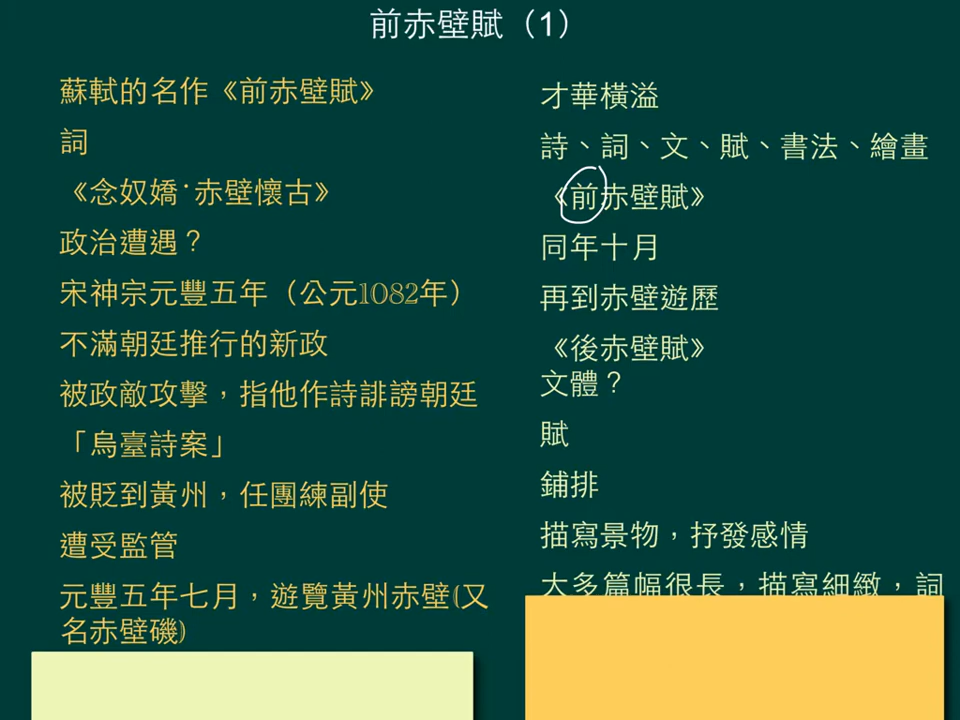 前赤壁賦（1）
蘇軾的名作《前赤壁賦》
詞
《念奴嬌˙赤壁懷古》
政治遭遇？
宋神宗元豐五年（公元1082年）
不滿朝廷推行的新政
被政敵攻擊，指他作詩誹謗朝廷
「烏臺詩案」
被貶到黃州，任團練副使
遭受監管
元豐五年七月，遊覽黃州赤壁(又
名赤壁磯)
才華橫溢
詩、詞、文、賦、書法、繪畫
《前赤壁賦》
同年十月
再到赤壁遊歷
《後赤壁賦》
文體？
賦
鋪排
描寫景物，抒發感情
大多篇幅很長，描寫細緻，詞